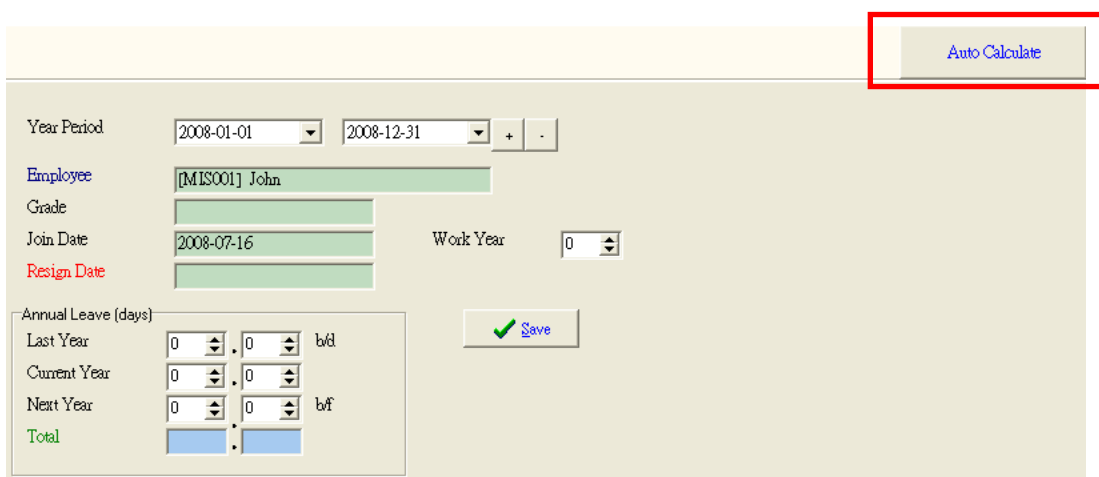 Auto Calculate
Year Period 2008-01-01 2008-12-31 + -
Employee [MIS001] John
Grade
Join Date 2008-07-16 Work Year 0
Resign Date
Annual Leave (days)
Save
Last Year 0 . 0 b/d
Current Year 0 . 0
Next Year 0 . 0 b/f
Total .